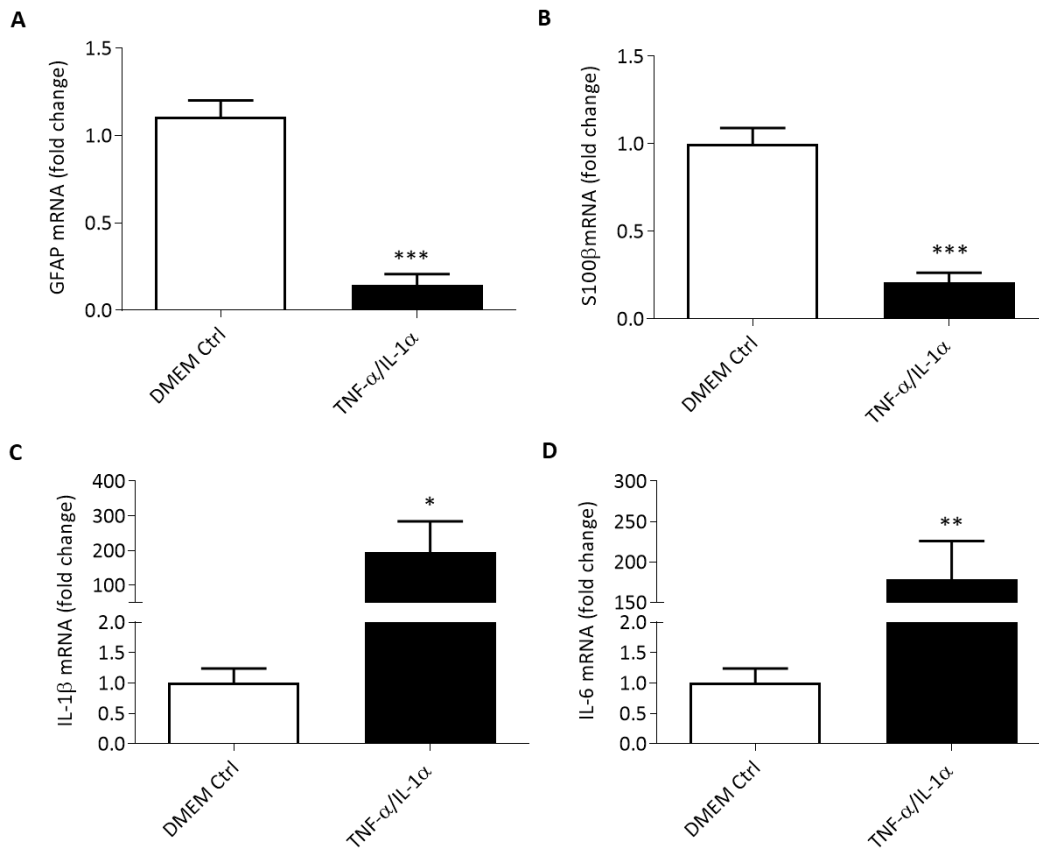 A
GFAP mRNA (fold change)
1.5
1.0
0.5
0.0
***
DMEM Ctrl
TNF-α/IL-1α
B
S100βmRNA (fold change)
1.5
1.0
0.5
0.0
***
DMEM Ctrl
TNF-α/IL-1α
C
IL-1β mRNA (fold change)
400
300
200
100
2.0
1.5
1.0
0.5
0.0
*
DMEM Ctrl
TNF-α/IL-1α
D
IL-6 mRNA (fold change)
300
250
200
150
2.0
1.5
1.0
0.5
0.0
**
DMEM Ctrl
TNF-α/IL-1α